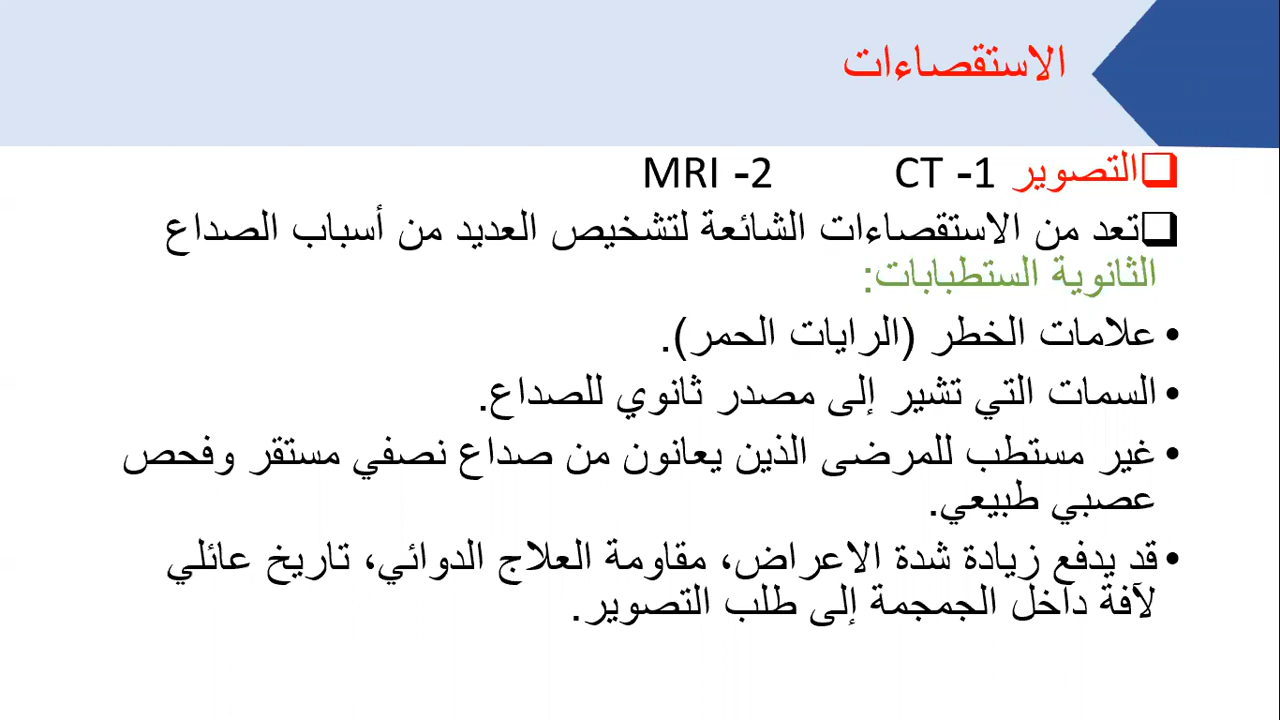 الاستقصاءات
التصوير 1- CT 2- MRI
تعد من الاستقصاءات الشائعة لتشخيص العديد من أسباب الصداع
الثانوية الستطبابات:
• علامات الخطر (الرايات الحمر).
• السمات التي تشير إلى مصدر ثانوي للصداع.
• غير مستطب للمرضى الذين يعانون من صداع نصفي مستقر وفحص
عصبي طبيعي.
• قد يدفع زيادة شدة الاعراض، مقاومة العلاج الدوائي، تاريخ عائلي
لآفة داخل الجمجمة إلى طلب التصوير.